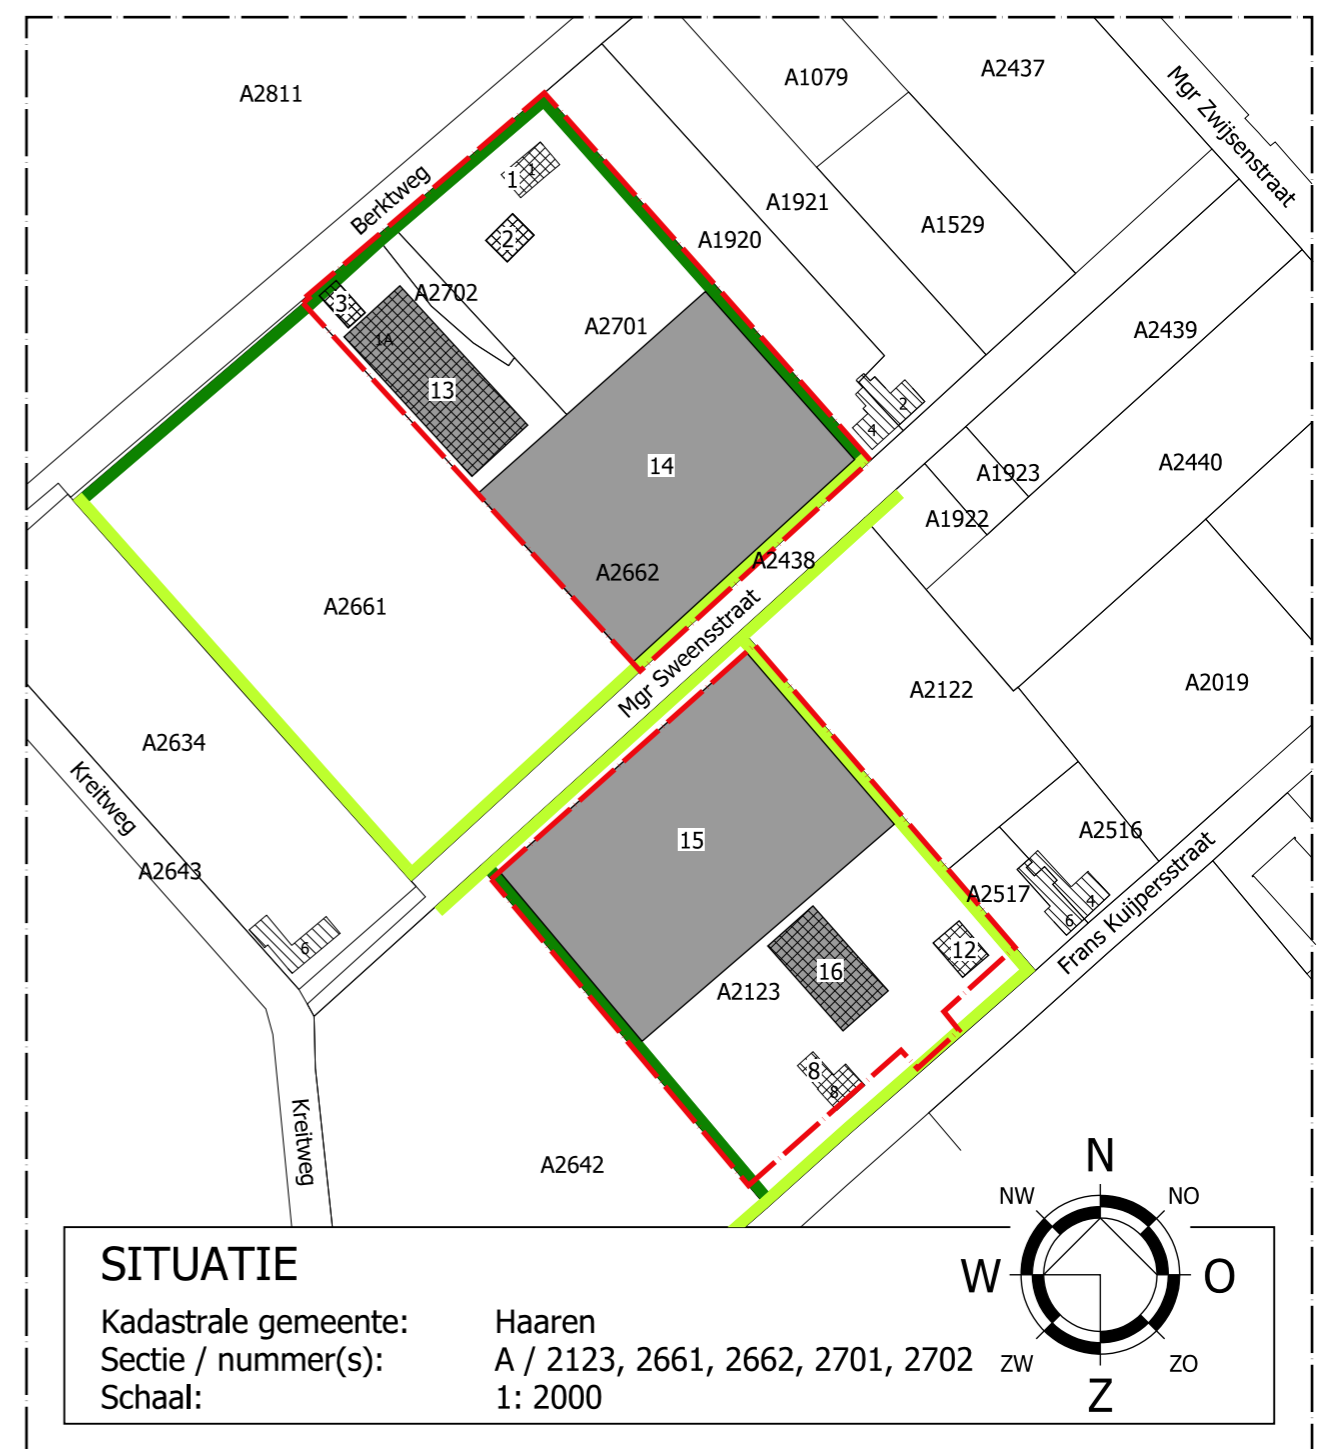 A2811
A1079
A2437
Mgr Zwijsenstraat
Berktweg
1
1
A1921
A1529
A1920
2
A2702
3
A2701
1A
A2439
13
2
4
14
A1923
A2440
A1922
A2438
A2662
A2661
Mgr Sweensstraat
A2122
A2019
A2634
Kreitweg
15
A2516
A2643
A2517
4
6
Frans Kuijpersstraat
6
12
16
A2123
8
8
Kreitweg
A2642
N
NW
NO
W
O
ZW
ZO
Z
SITUATIE
Kadastrale gemeente: Haaren
Sectie / nummer(s): A / 2123, 2661, 2662, 2701, 2702
Schaal: 1: 2000